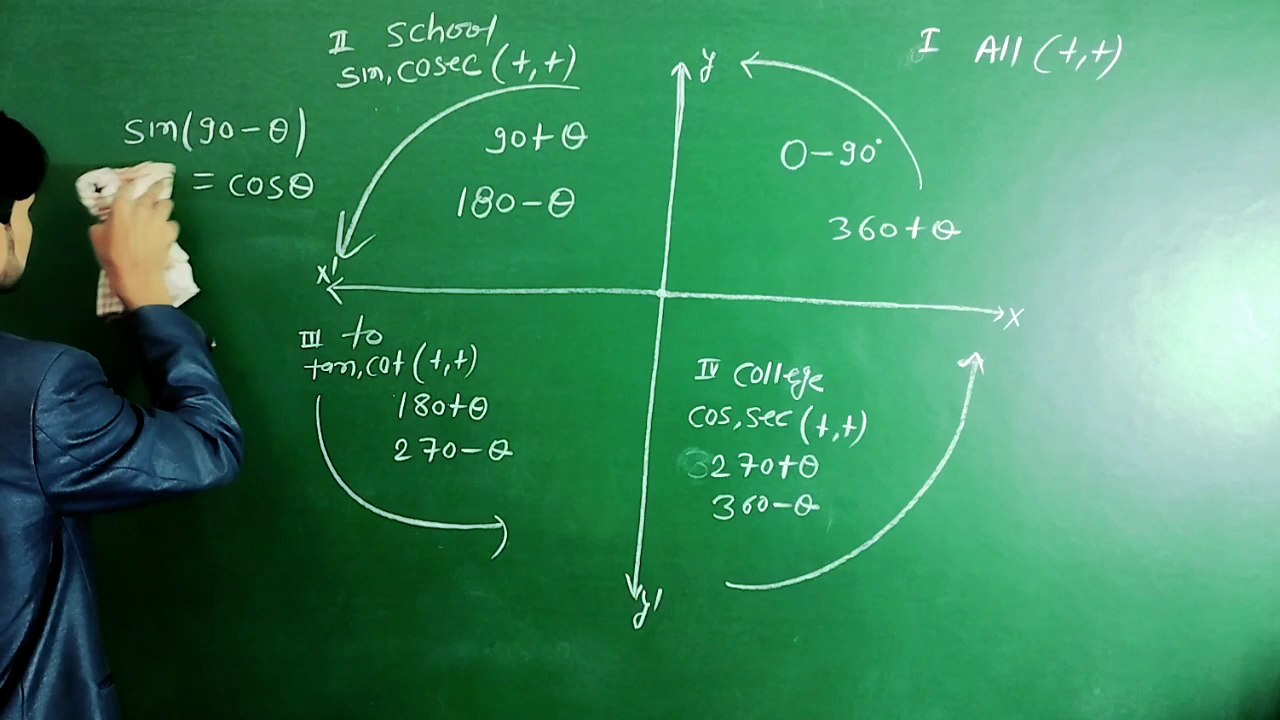 II School
sin, cosec (+,+)
90+θ
180-θ
sin(90-θ)
= cosθ
y
I All (+,+)
0-90°
360+θ
x'
x
III to
tan, cot (+,+)
180+θ
270-θ
IV College
cos, sec (+,+)
270+θ
360-θ
y'